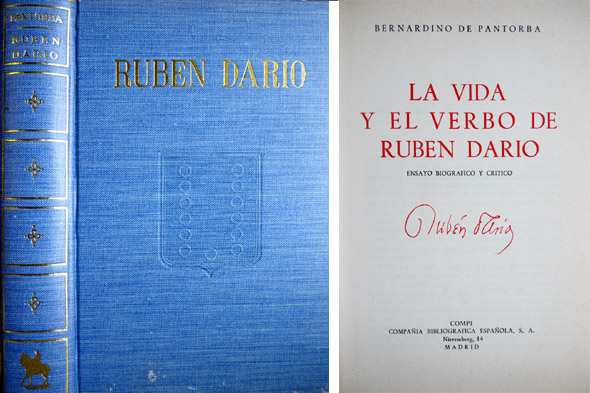 PANTORBA
RUBEN
DARIO
RUBEN DARIO
BERNARDINO DE PANTORBA
LA VIDA
Y EL VERBO DE
RUBEN DARIO
ENSAYO BIOGRAFICO Y CRITICO
Rubén Darío
COMPI
COMPAÑIA BIBLIOGRAFICA ESPAÑOLA, S. A.
Nieremberg, 14
MADRID